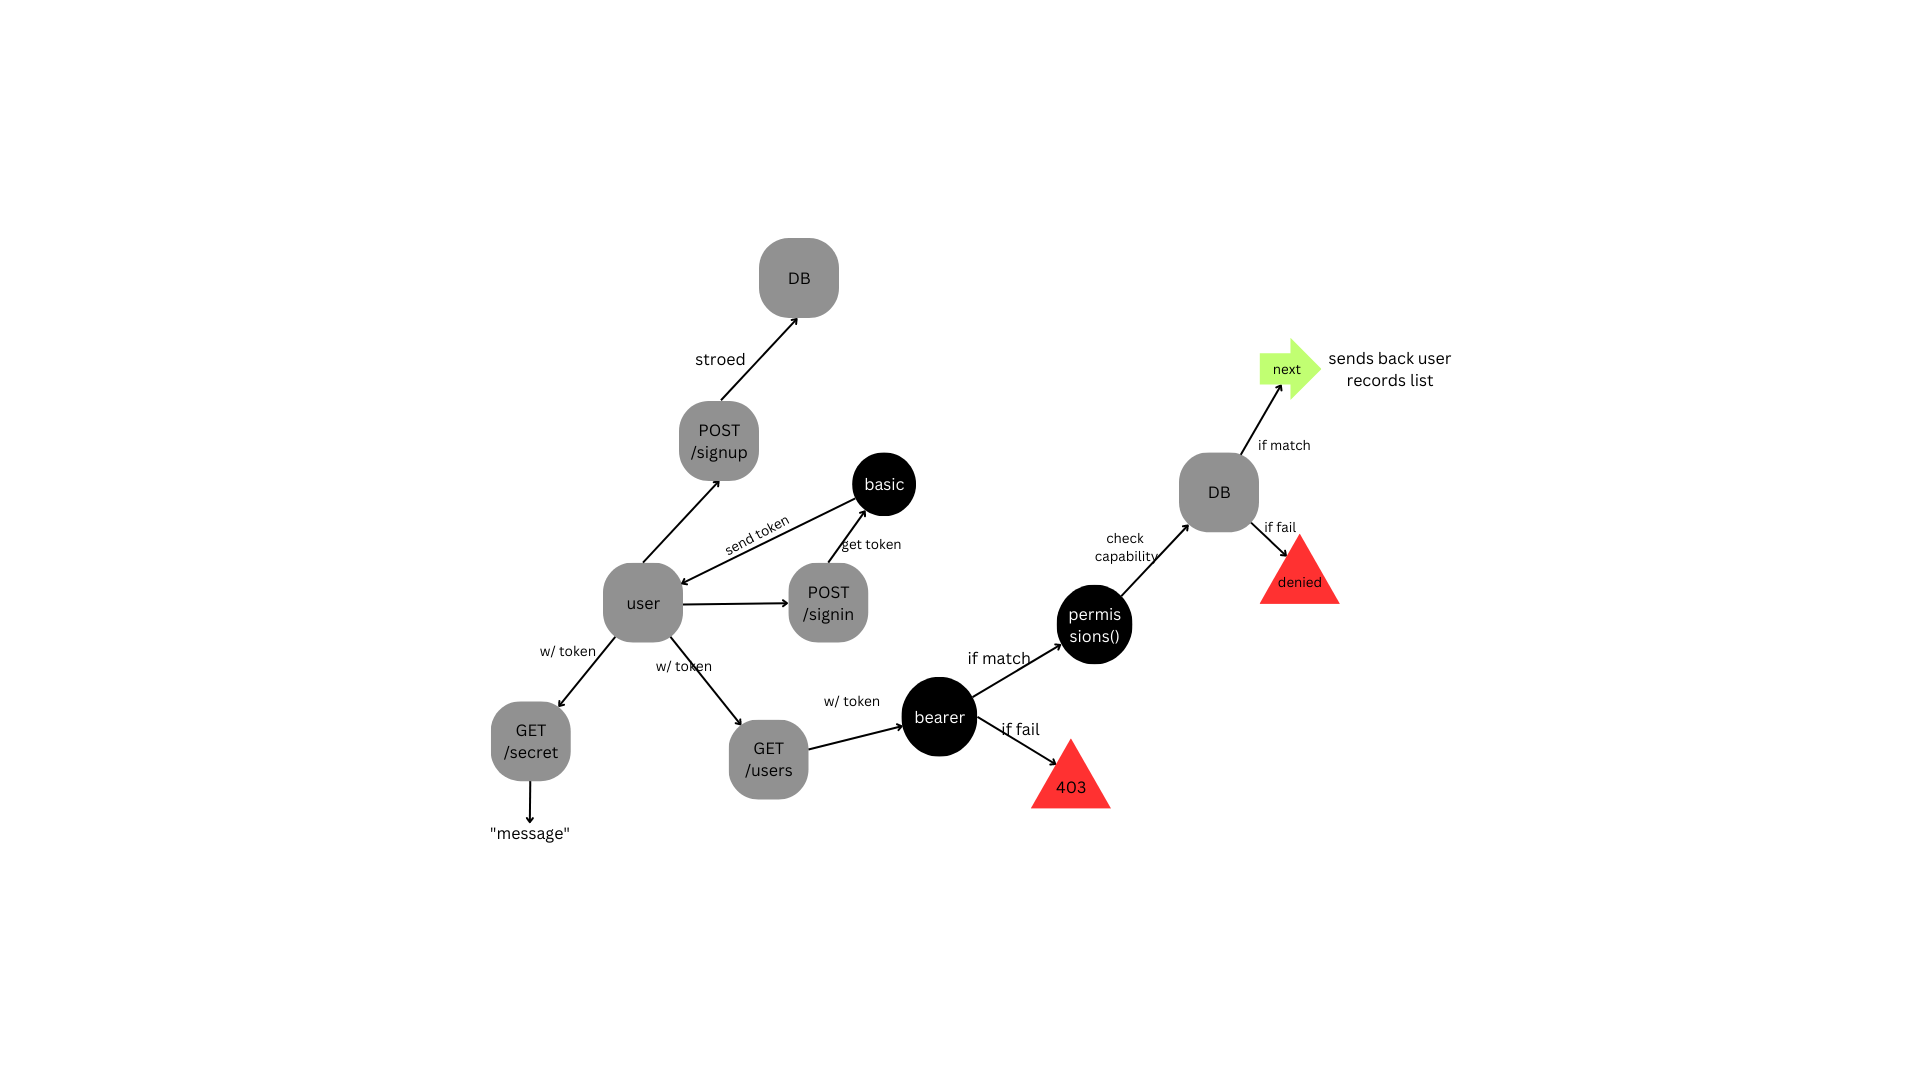 DB
stroed
POST
/signup
basic
send token
get token
user
POST
/signin
w/ token
w/ token
GET
/secret
"message"
GET
/users
w/ token
bearer
if match
if fail
403
permis
sions()
check
capability
DB
if match
if fail
denied
next
sends back user
records list